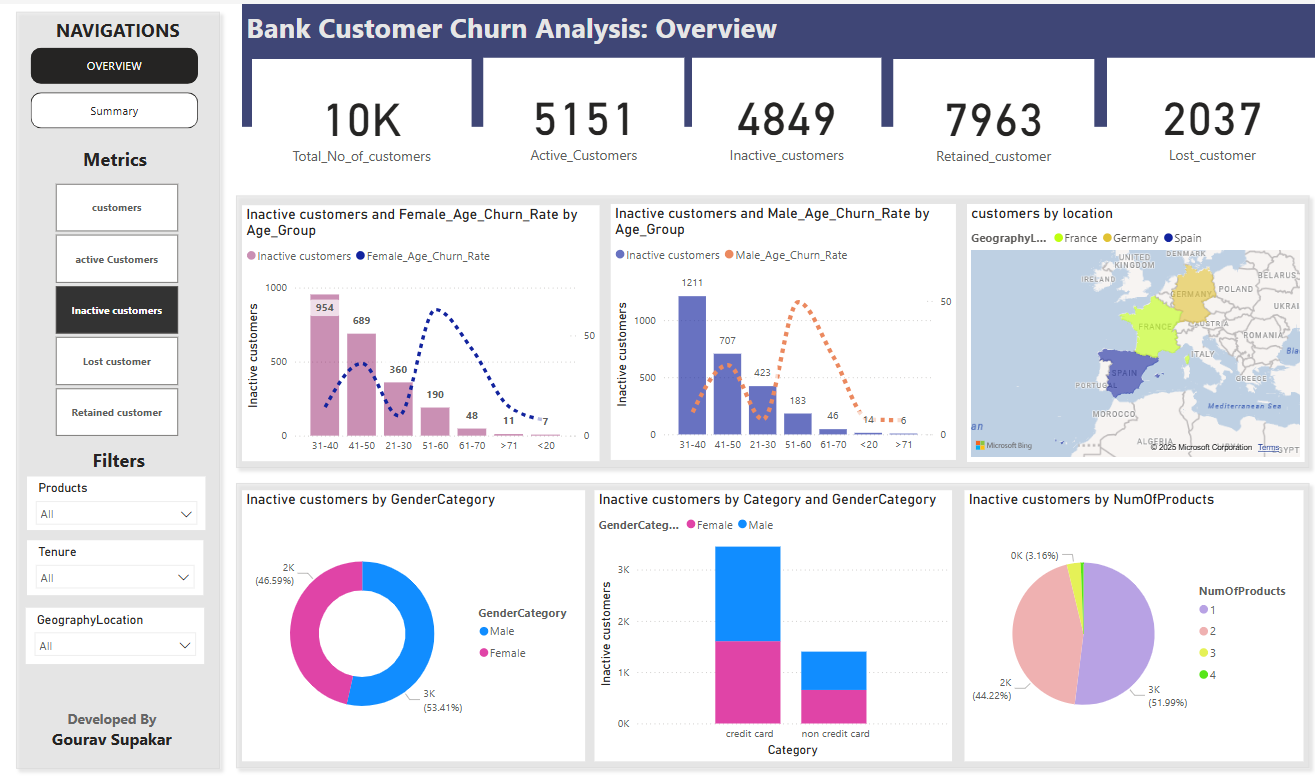 NAVIGATIONS
OVERVIEW
Summary
Metrics
customers
active Customers
Inactive customers
Lost customer
Retained customer
Filters
Products
All
Tenure
All
GeographyLocation
All
Developed By
Gourav Supakar
Bank Customer Churn Analysis: Overview
10K
Total_No_of_customers
5151
Active_Customers
4849
Inactive_customers
7963
Retained_customer
2037
Lost_customer
Inactive customers and Female_Age_Churn_Rate by
Age_Group
Inactive customers Female_Age_Churn_Rate
Inactive customers
1000
500
0
954
689
360
190
48
11
7
50
0
31-40 41-50 21-30 51-60 61-70 >71 <20
Inactive customers and Male_Age_Churn_Rate by
Age_Group
Inactive customers Male_Age_Churn_Rate
Inactive customers
1000
500
0
1211
707
423
183
46
14
6
50
0
31-40 41-50 21-30 51-60 61-70 <20 >71
customers by location
GeographyL... France Germany Spain
UNITED
KINGDOM
DENMARK
IRELAND
BELARUS
POLAND
GERMANY
UKRAI
FRANCE
AUSTRIA
ROMANIA
ITALY
SPAIN
PORTUGAL
GREECE
Mediterranean Sea
MOROCCO
ALGERIA
Microsoft Bing
© 2025 Microsoft Corporation Terms
Inactive customers by GenderCategory
2K
(46.59%)
3K
(53.41%)
GenderCategory
Male
Female
Inactive customers by Category and GenderCategory
GenderCateg... Female Male
Inactive customers
3K
2K
1K
0K
credit card non credit card
Category
Inactive customers by NumOfProducts
0K (3.16%)
2K
(44.22%)
3K
(51.99%)
NumOfProducts
1
2
3
4